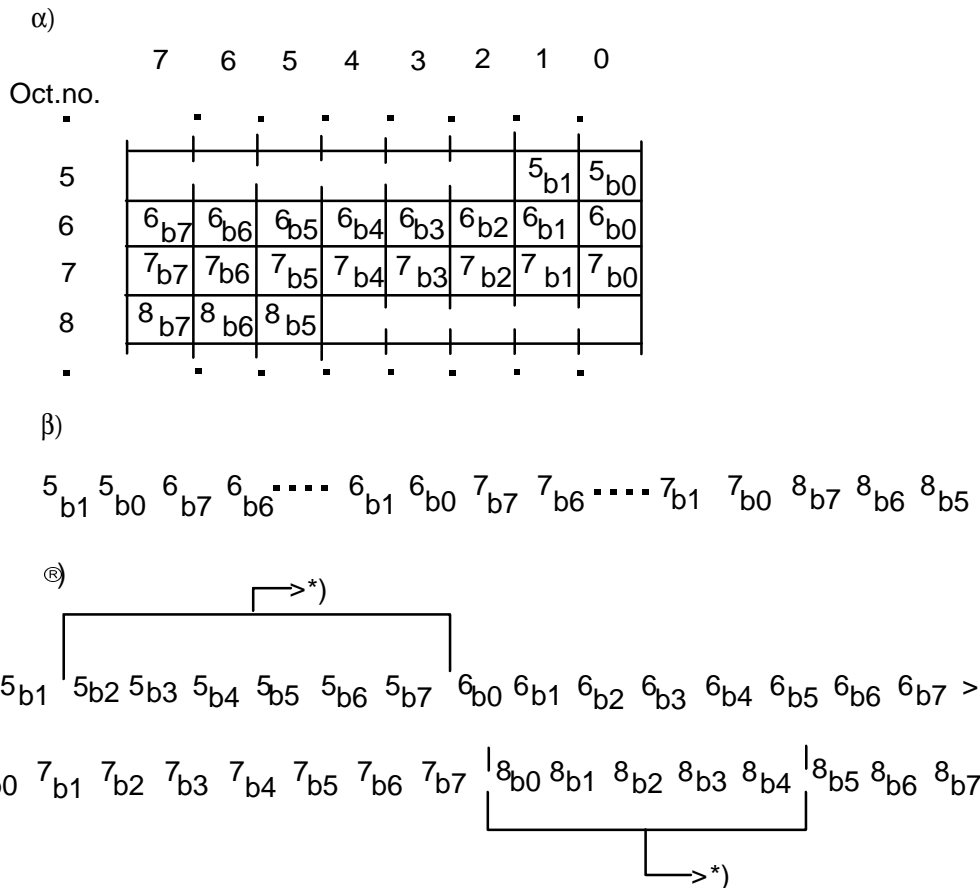 α)
7 6 5 4 3 2 1 0
Oct.no.
. . . . . . . .
5 5b1 5b0
6 6b7 6b6 6b5 6b4 6b3 6b2 6b1 6b0
7 7b7 7b6 7b5 7b4 7b3 7b2 7b1 7b0
8 8b7 8b6 8b5
. . . . . . . .
β)
5b1 5b0 6b7 6b6 .... 6b1 6b0 7b7 7b6 .... 7b1 7b0 8b7 8b6 8b5
®)
>*)
5b1 5b2 5b3 5b4 5b5 5b6 5b7 6b0 6b1 6b2 6b3 6b4 6b5 6b6 6b7 >
b0 7b1 7b2 7b3 7b4 7b5 7b6 7b7 8b0 8b1 8b2 8b3 8b4 8b5 8b6 8b7
>*)